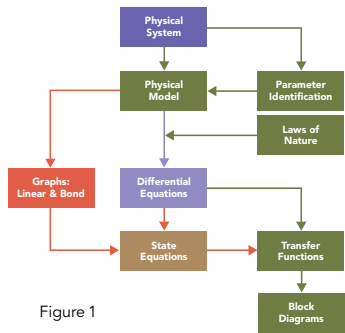 Physical
System
Physical
Model
Parameter
Identification
Laws of
Nature
Graphs:
Linear & Bond
Differential
Equations
State
Equations
Transfer
Functions
Block
Diagrams
Figure 1